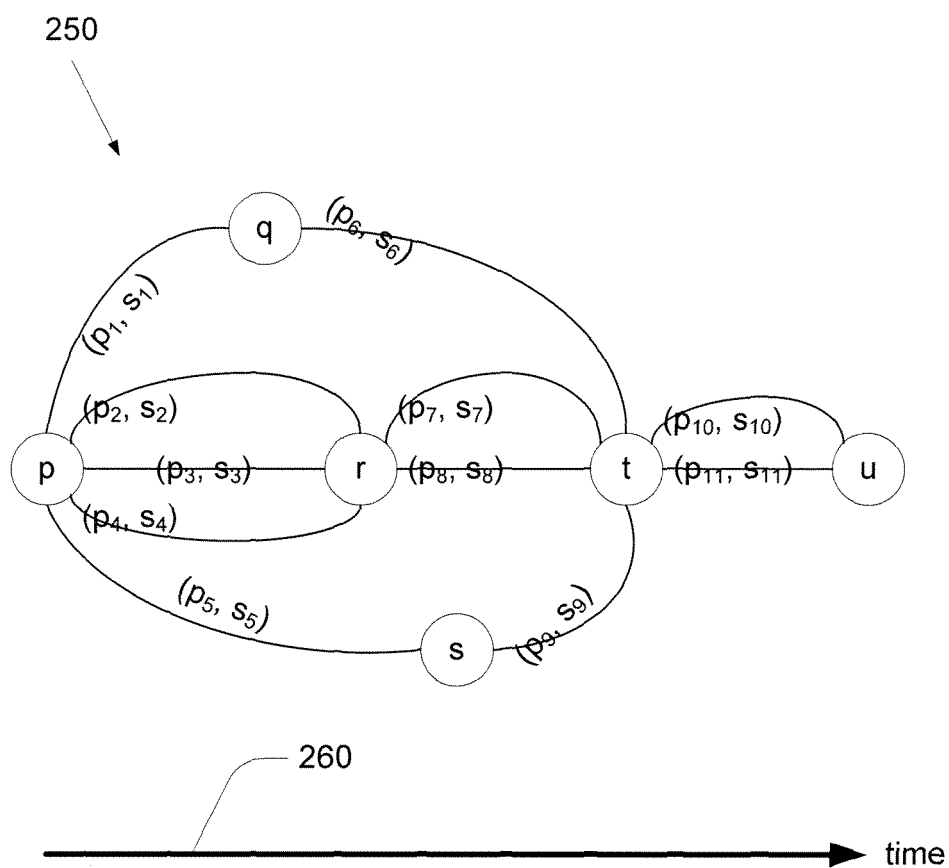 250
q
(p₆, s₆)
(p₁, s₁)
(p₂, s₂)
(p₇, s₇)
(p₁₀, s₁₀)
p
(p₃, s₃)
r
(p₈, s₈)
t
(p₁₁, s₁₁)
u
(p₄, s₄)
(p₅, s₅)
s
(p₉, s₉)
260
time